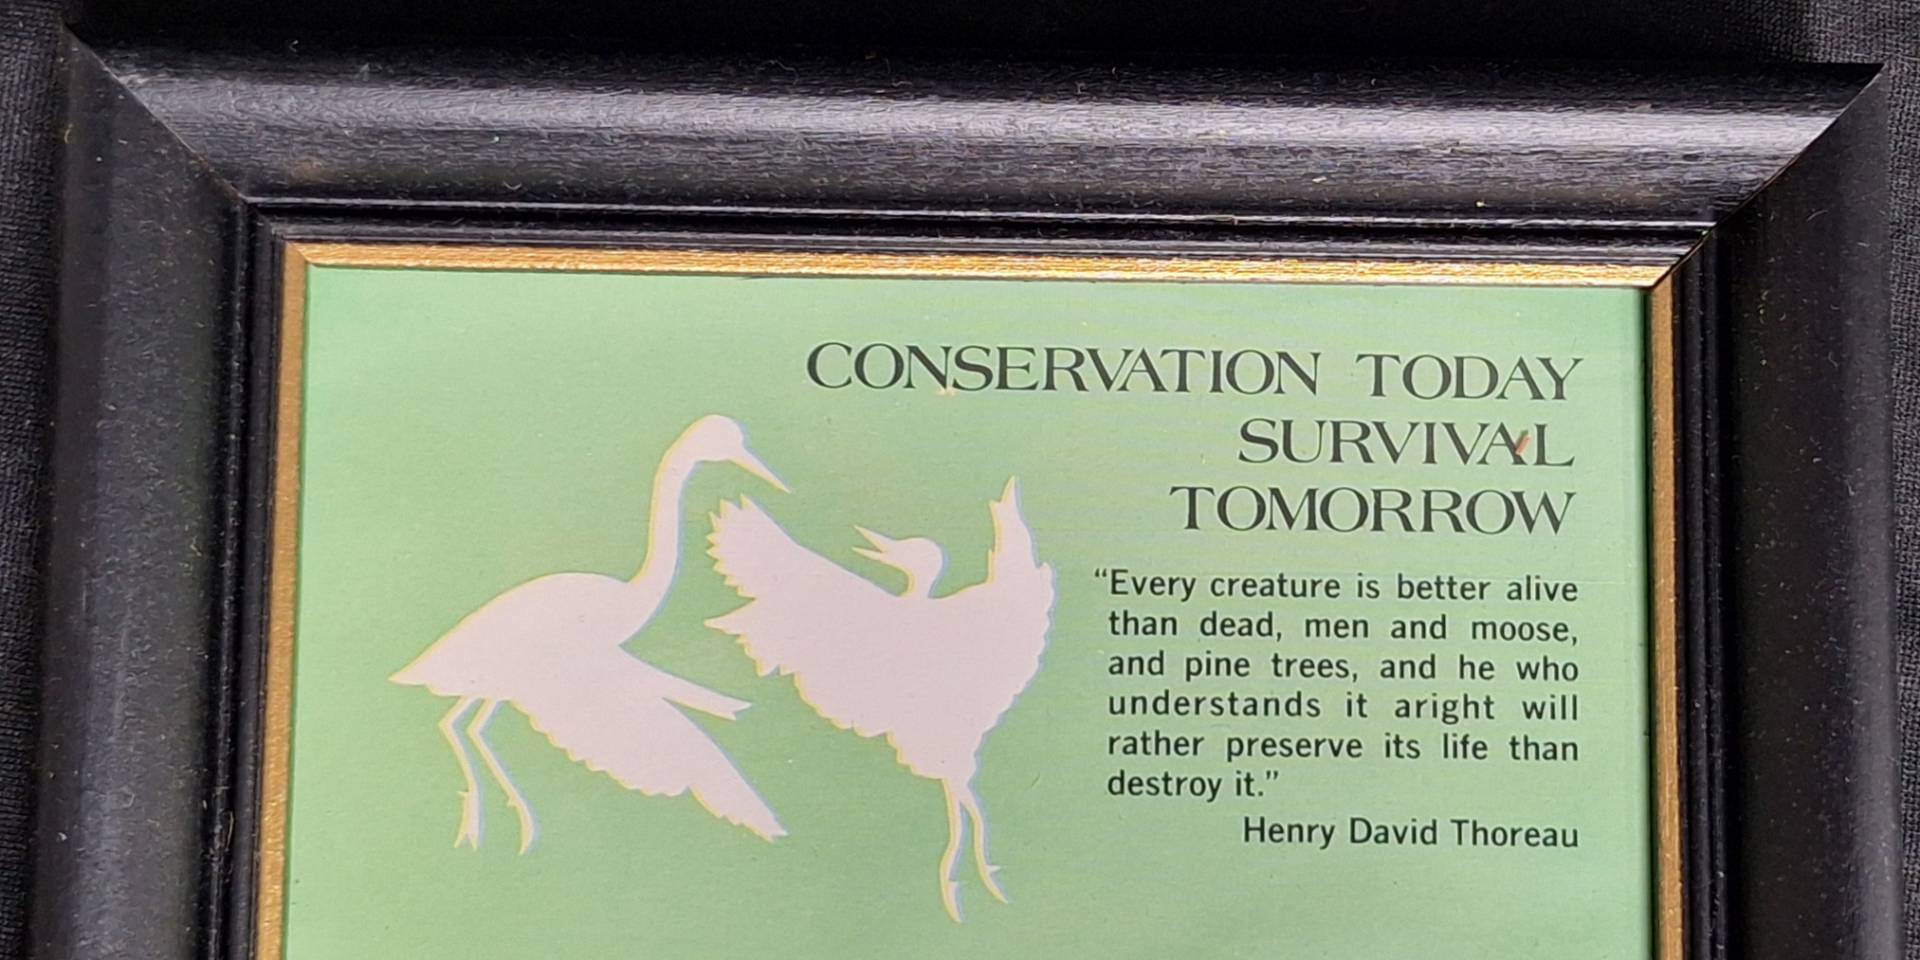 CONSERVATION TODAY
SURVIVAL
TOMORROW
“Every creature is better alive
than dead, men and moose,
and pine trees, and he who
understands it aright will
rather preserve its life than
destroy it.”
Henry David Thoreau